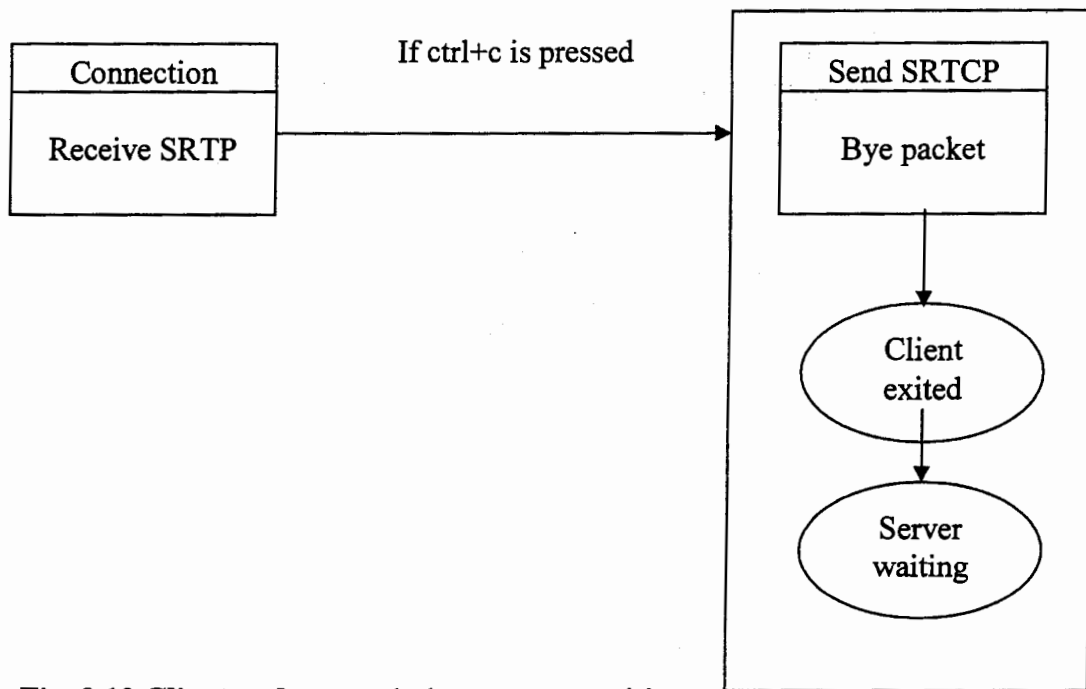 Connection
Receive SRTP
If ctrl+c is pressed
Send SRTCP
Bye packet
Client
exited
Server
waiting